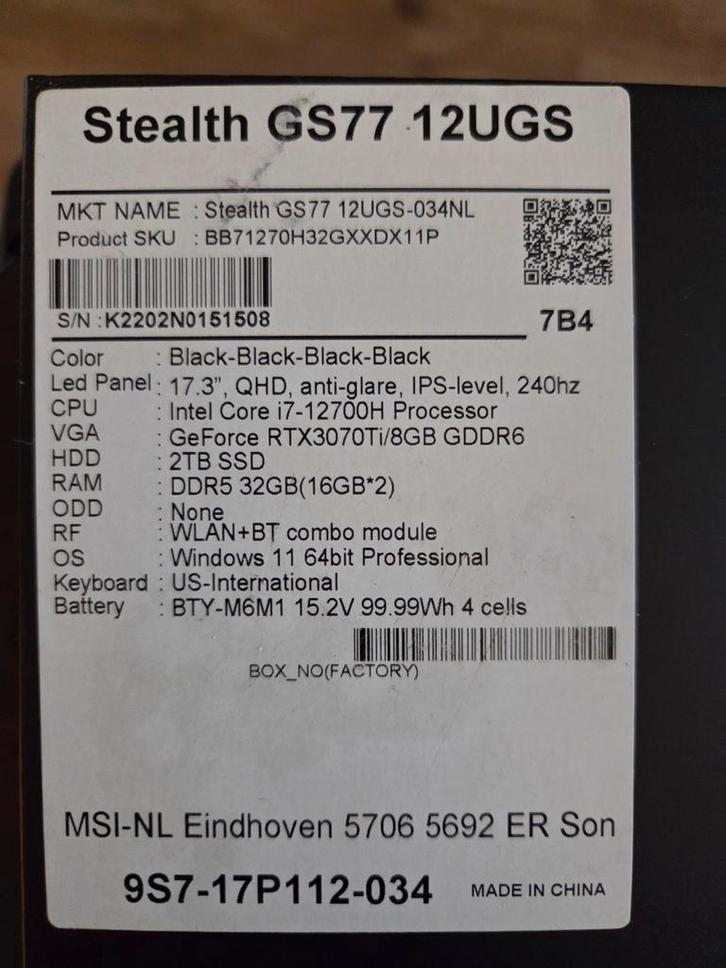 Stealth GS77 12UGS
MKT NAME : Stealth GS77 12UGS-034NL
Product SKU : BB71270H32GXXDX11P
S/N :K2202N0151508
7B4
Color : Black-Black-Black-Black
Led Panel : 17.3", QHD, anti-glare, IPS-level, 240hz
CPU : Intel Core i7-12700H Processor
VGA : GeForce RTX3070Ti/8GB GDDR6
HDD : 2TB SSD
RAM : DDR5 32GB(16GB*2)
ODD : None
RF : WLAN+BT combo module
OS : Windows 11 64bit Professional
Keyboard : US-International
Battery : BTY-M6M1 15.2V 99.99Wh 4 cells
BOX_NO(FACTORY)
MSI-NL Eindhoven 5706 5692 ER Son
9S7-17P112-034 MADE IN CHINA